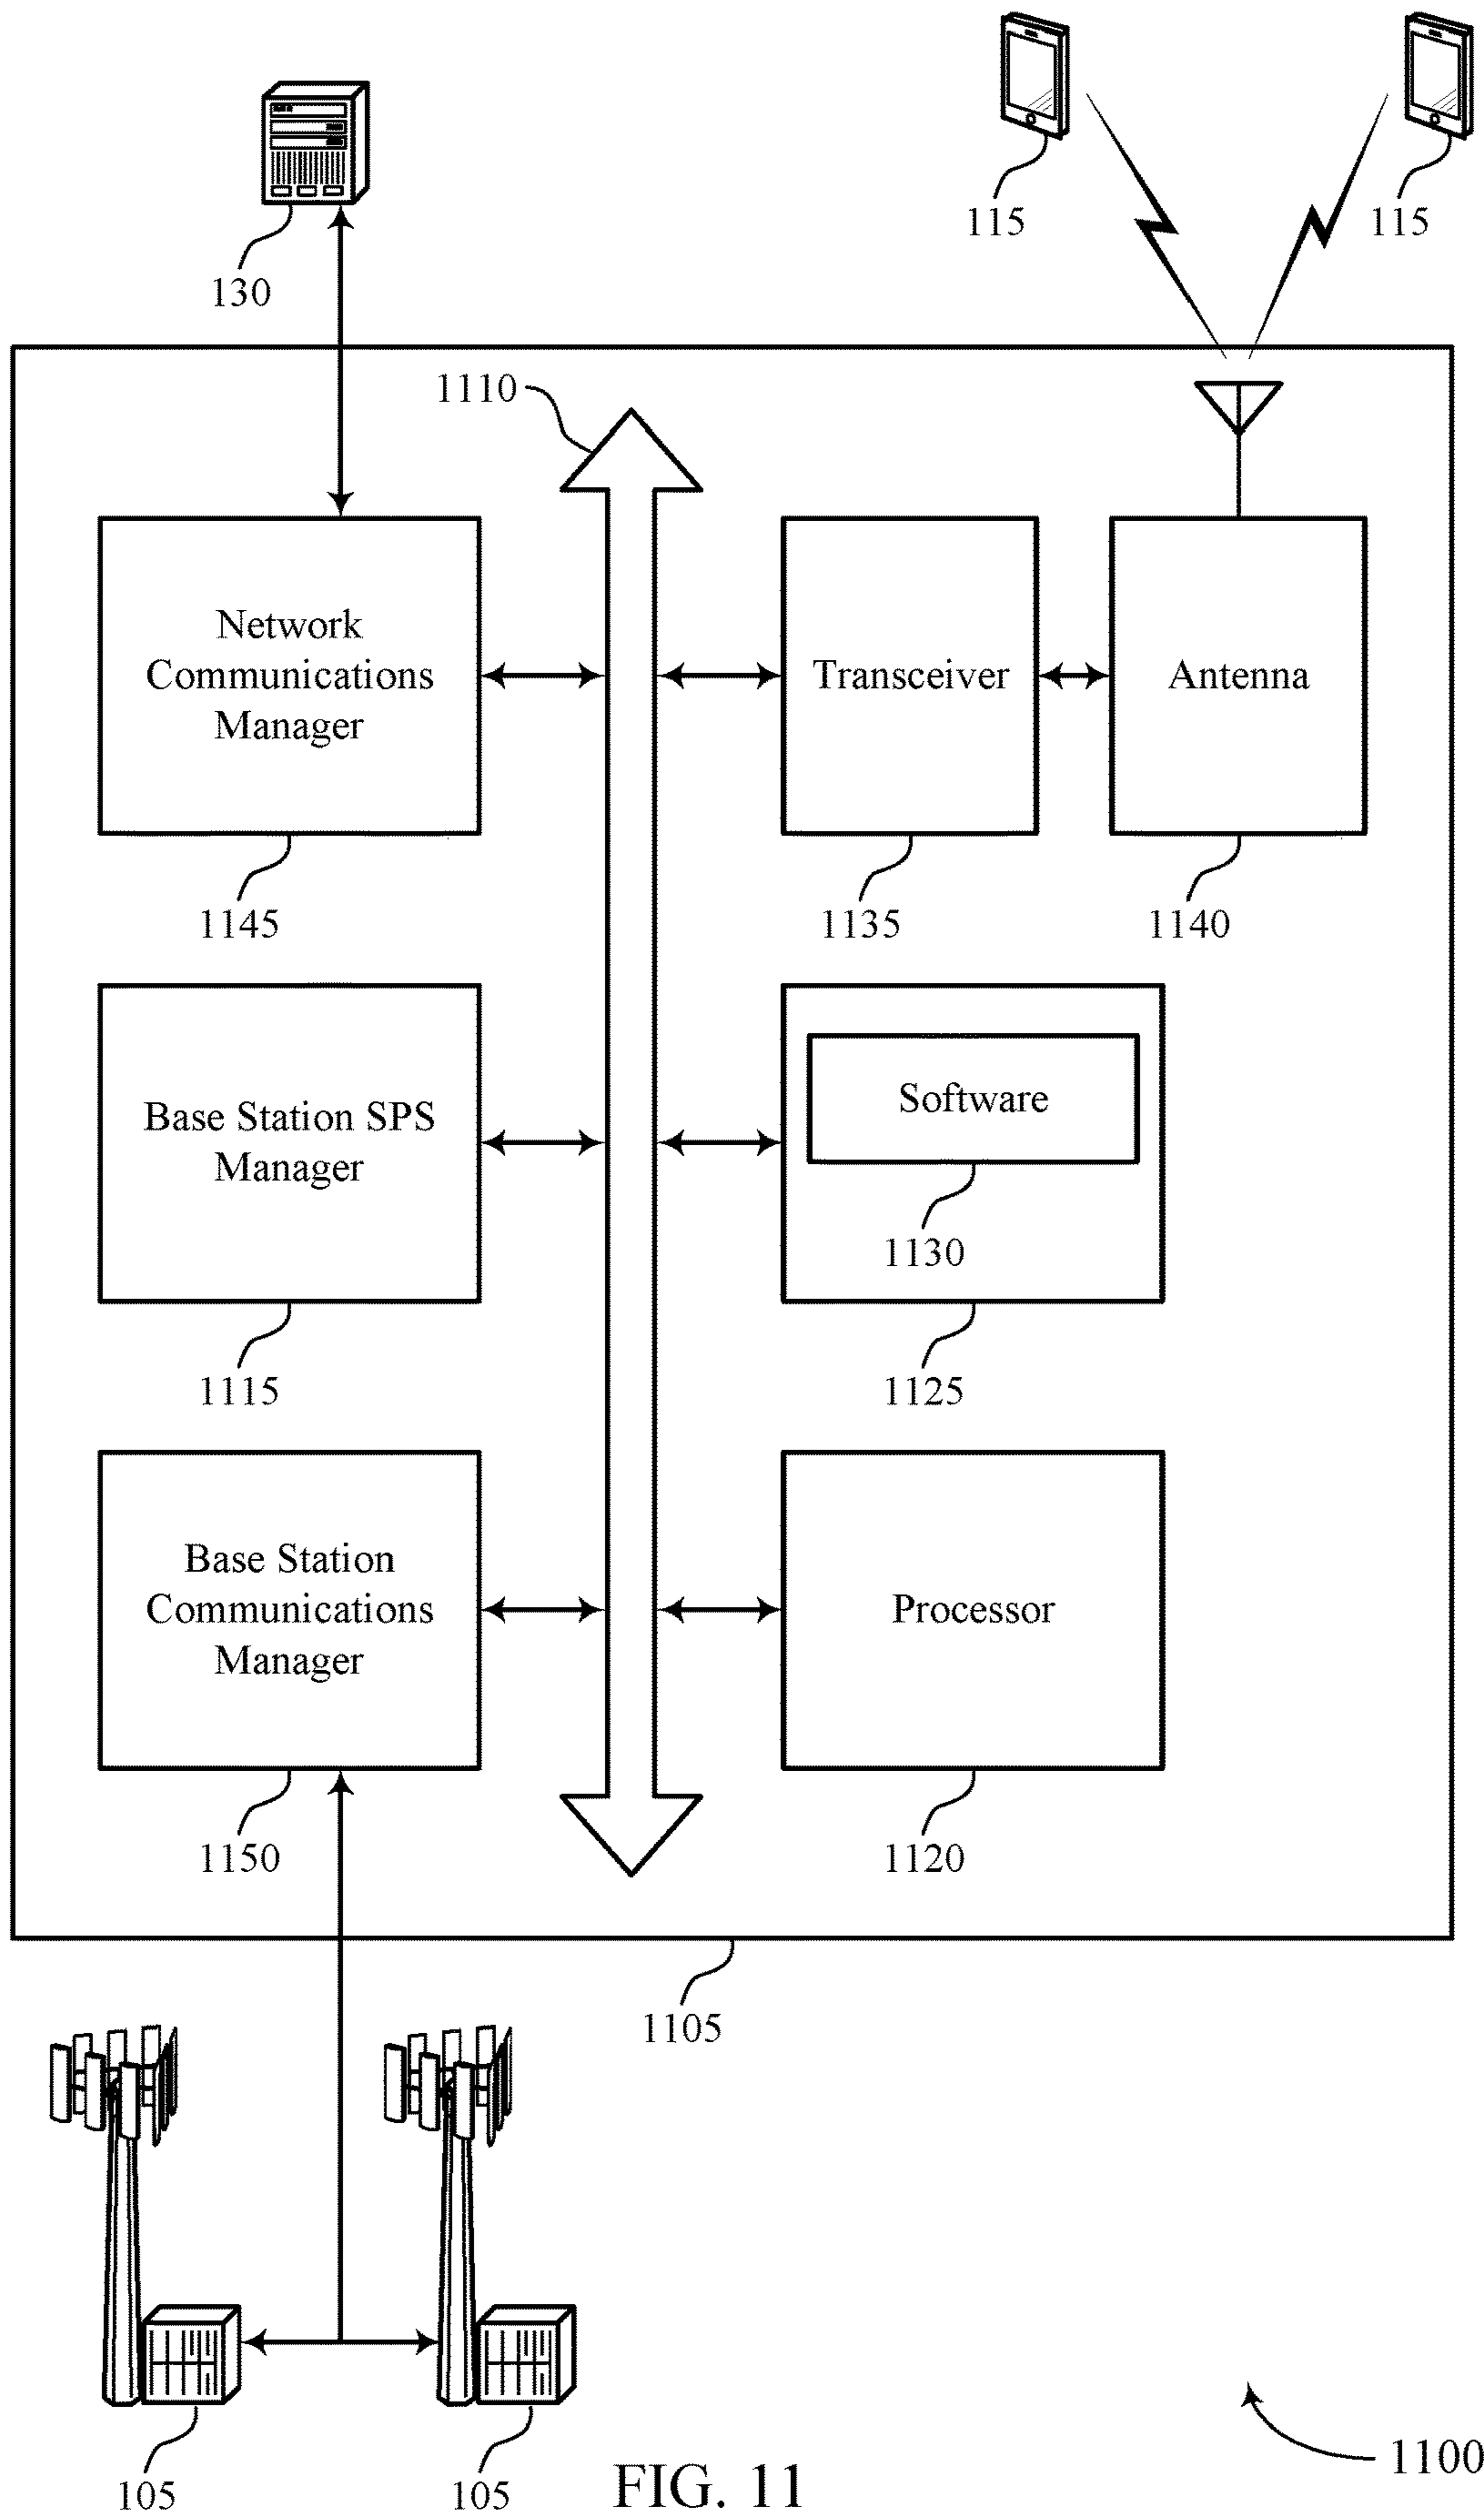 115
115
130
1110
Network
Communications
Manager
Transceiver
Antenna
1145
1135
1140
Base Station SPS
Manager
Software
1130
1115
1125
Base Station
Communications
Manager
Processor
1150
1120
1105
105
105
1100
FIG. 11